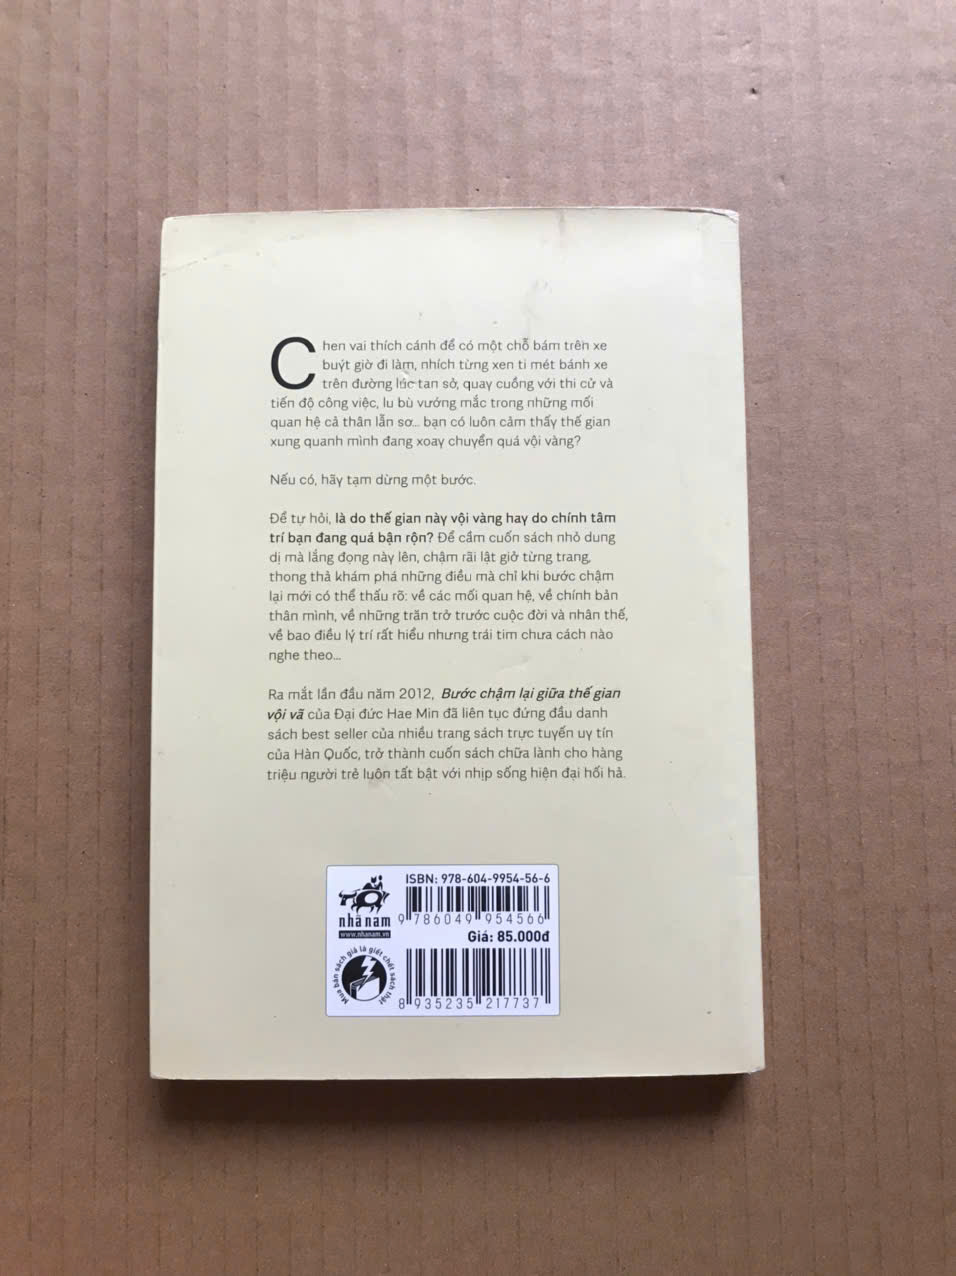 Chen vai thích cánh để có một chỗ bám trên xe
buýt giờ đi làm, nhích từng xen ti mét bánh xe
trên đường lúc tan sở, quay cuồng với thi cử và
tiến độ công việc, lu bù vướng mắc trong những mối
quan hệ cả thân lẫn sơ... bạn có luôn cảm thấy thế gian
xung quanh mình đang xoay chuyển quá vội vàng?
Nếu có, hãy tạm dừng một bước.
Để tự hỏi, là do thế gian này vội vàng hay do chính tâm
trí bạn đang quá bận rộn? Để cầm cuốn sách nhỏ dung
dị mà lắng đọng này lên, chậm rãi lật giở từng trang,
thong thả khám phá những điều mà chỉ khi bước chậm
lại mới có thể thấu rõ: về các mối quan hệ, về chính bản
thân mình, về những trăn trở trước cuộc đời và nhân thế,
về bao điều lý trí rất hiểu nhưng trái tim chưa cách nào
nghe theo...
Ra mắt lần đầu năm 2012, Bước chậm lại giữa thế gian
vội vã của Đại đức Hae Min đã liên tục đứng đầu danh
sách best seller của nhiều trang sách trực tuyến uy tín
của Hàn Quốc, trở thành cuốn sách chữa lành cho hàng
triệu người trẻ luôn tất bật với nhịp sống hiện đại hối hả.
ISBN: 978-604-9954-56-6
9 786049 954566
nhã nam
www.nhanam.vn
Giá: 85.000đ
Mua bán sách giả là giết chết sách thật
8 935235 217737